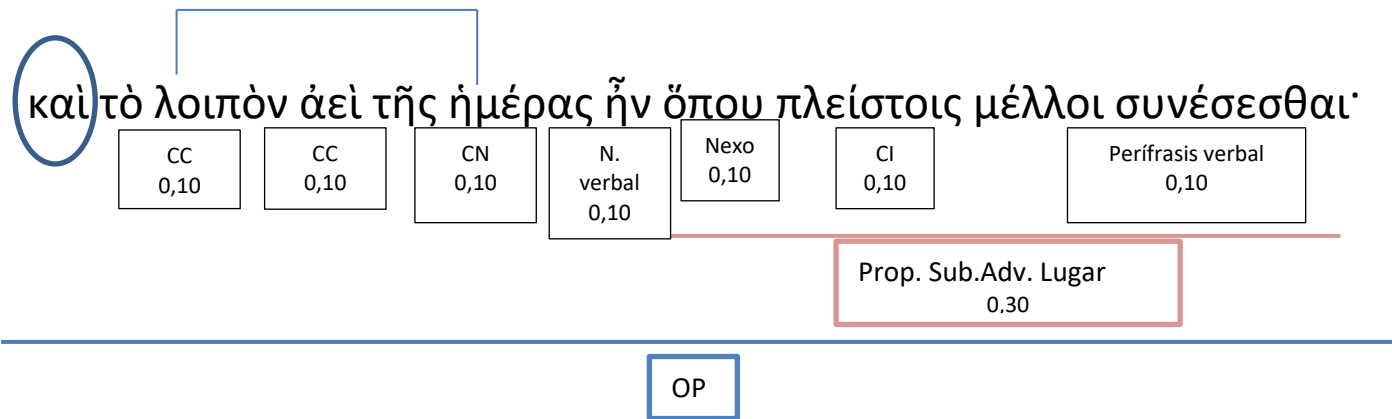 καὶ τὸ λοιπὸν ἀεὶ τῆς ἡμέρας ἦν ὅπου πλείστοις μέλλοι συνέσεσθαι·
CC
0,10
CC
0,10
CN
0,10
N.
verbal
0,10
Nexo
0,10
CI
0,10
Perífrasis verbal
0,10
Prop. Sub.Adv. Lugar
0,30
OP